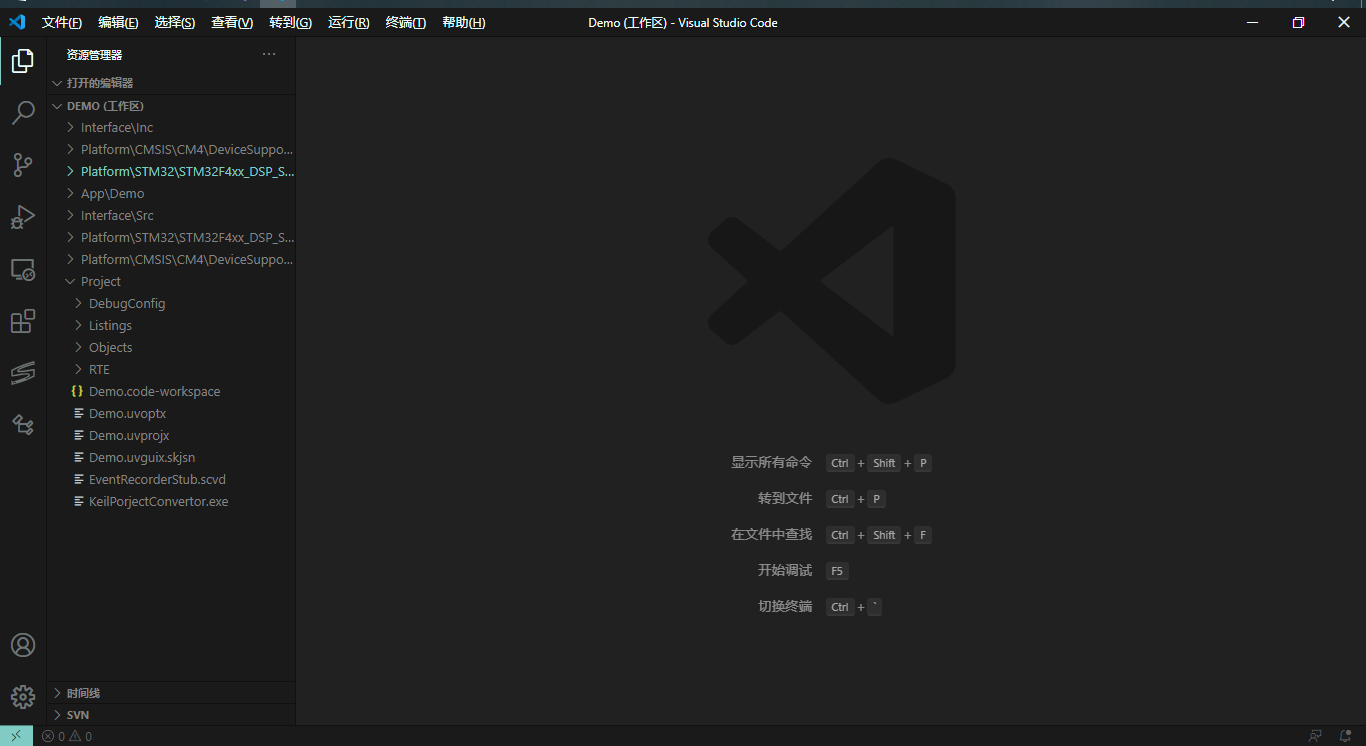 文件(F) 编辑(E) 选择(S) 查看(V) 转到(G) 运行(R) 终端(T) 帮助(H) Demo (工作区) - Visual Studio Code
资源管理器 ···
打开的编辑器
DEMO (工作区)
Interface\Inc
Platform\CMSIS\CM4\DeviceSuppo...
Platform\STM32\STM32F4xx_DSP_S...
App\Demo
Interface\Src
Platform\STM32\STM32F4xx_DSP_S...
Platform\CMSIS\CM4\DeviceSuppo...
Project
DebugConfig
Listings
Objects
RTE
{} Demo.code-workspace
Demo.uvoptx
Demo.uvprojx
Demo.uvguix.skjsn
EventRecorderStub.scvd
KeilPorjectConvertor.exe
时间线
SVN
显示所有命令 Ctrl + Shift + P
转到文件 Ctrl + P
在文件中查找 Ctrl + Shift + F
开始调试 F5
切换终端 Ctrl + `
0 0